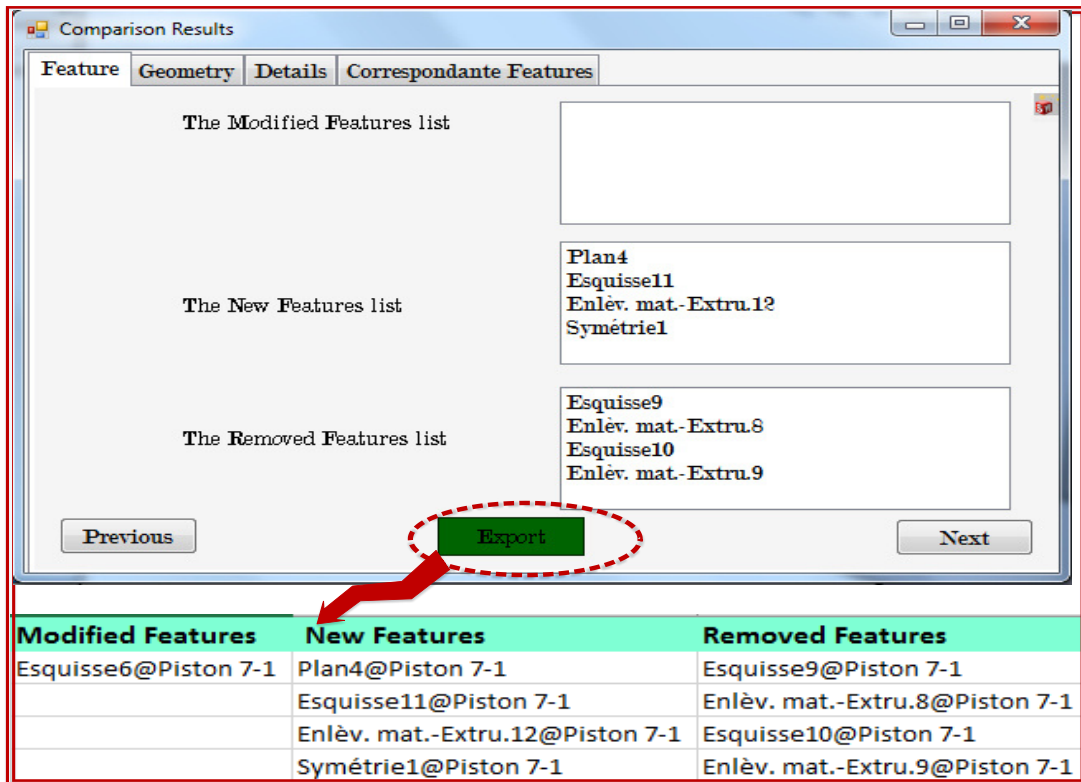 Comparison Results
Feature Geometry Details Correspondante Features
The Modified Features list
The New Features list
Plan4
Esquisse11
Enlèv. mat.-Extru.12
Symétrie1
The Removed Features list
Esquisse9
Enlèv. mat.-Extru.8
Esquisse10
Enlèv. mat.-Extru.9
Previous Export Next
Modified Features New Features Removed Features
Esquisse6@Piston 7-1 Plan4@Piston 7-1 Esquisse9@Piston 7-1
Esquisse11@Piston 7-1 Enlèv. mat.-Extru.8@Piston 7-1
Enlèv. mat.-Extru.12@Piston 7-1 Esquisse10@Piston 7-1
Symétrie1@Piston 7-1 Enlèv. mat.-Extru.9@Piston 7-1